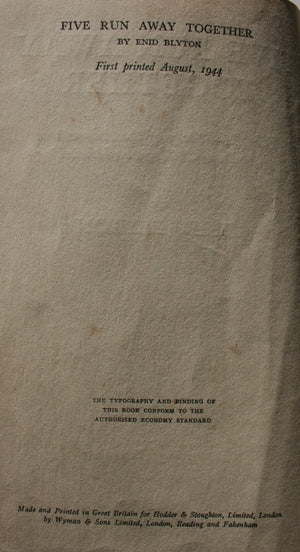 FIVE RUN AWAY TOGETHER
BY ENID BLYTON
First printed August, 1944
THE TYPOGRAPHY AND BINDING OF
THIS BOOK CONFORM TO THE
AUTHORISED ECONOMY STANDARD
Made and Printed in Great Britain for Hodder & Stoughton, Limited, London
by Wyman & Sons Limited, London, Reading and Fakenham